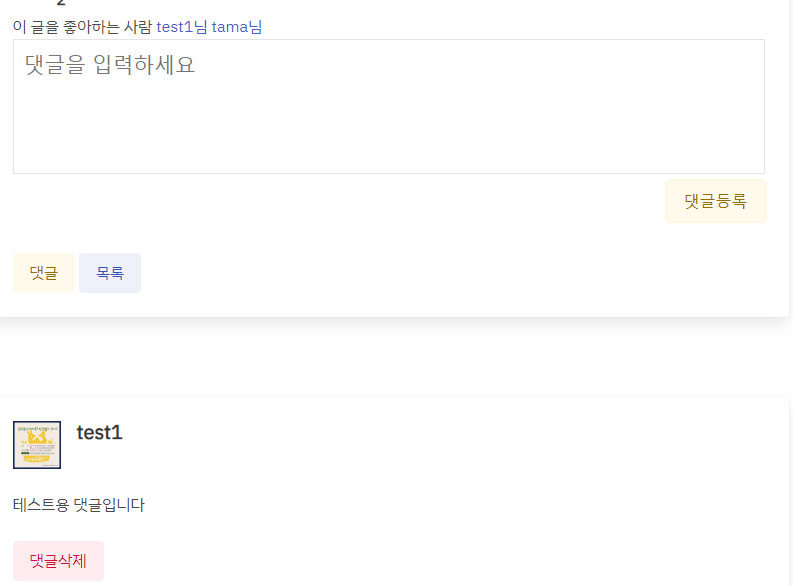 이 글을 좋아하는 사람 test1님 tama님
댓글을 입력하세요
댓글등록
댓글 목록
test1
테스트용 댓글입니다
댓글삭제